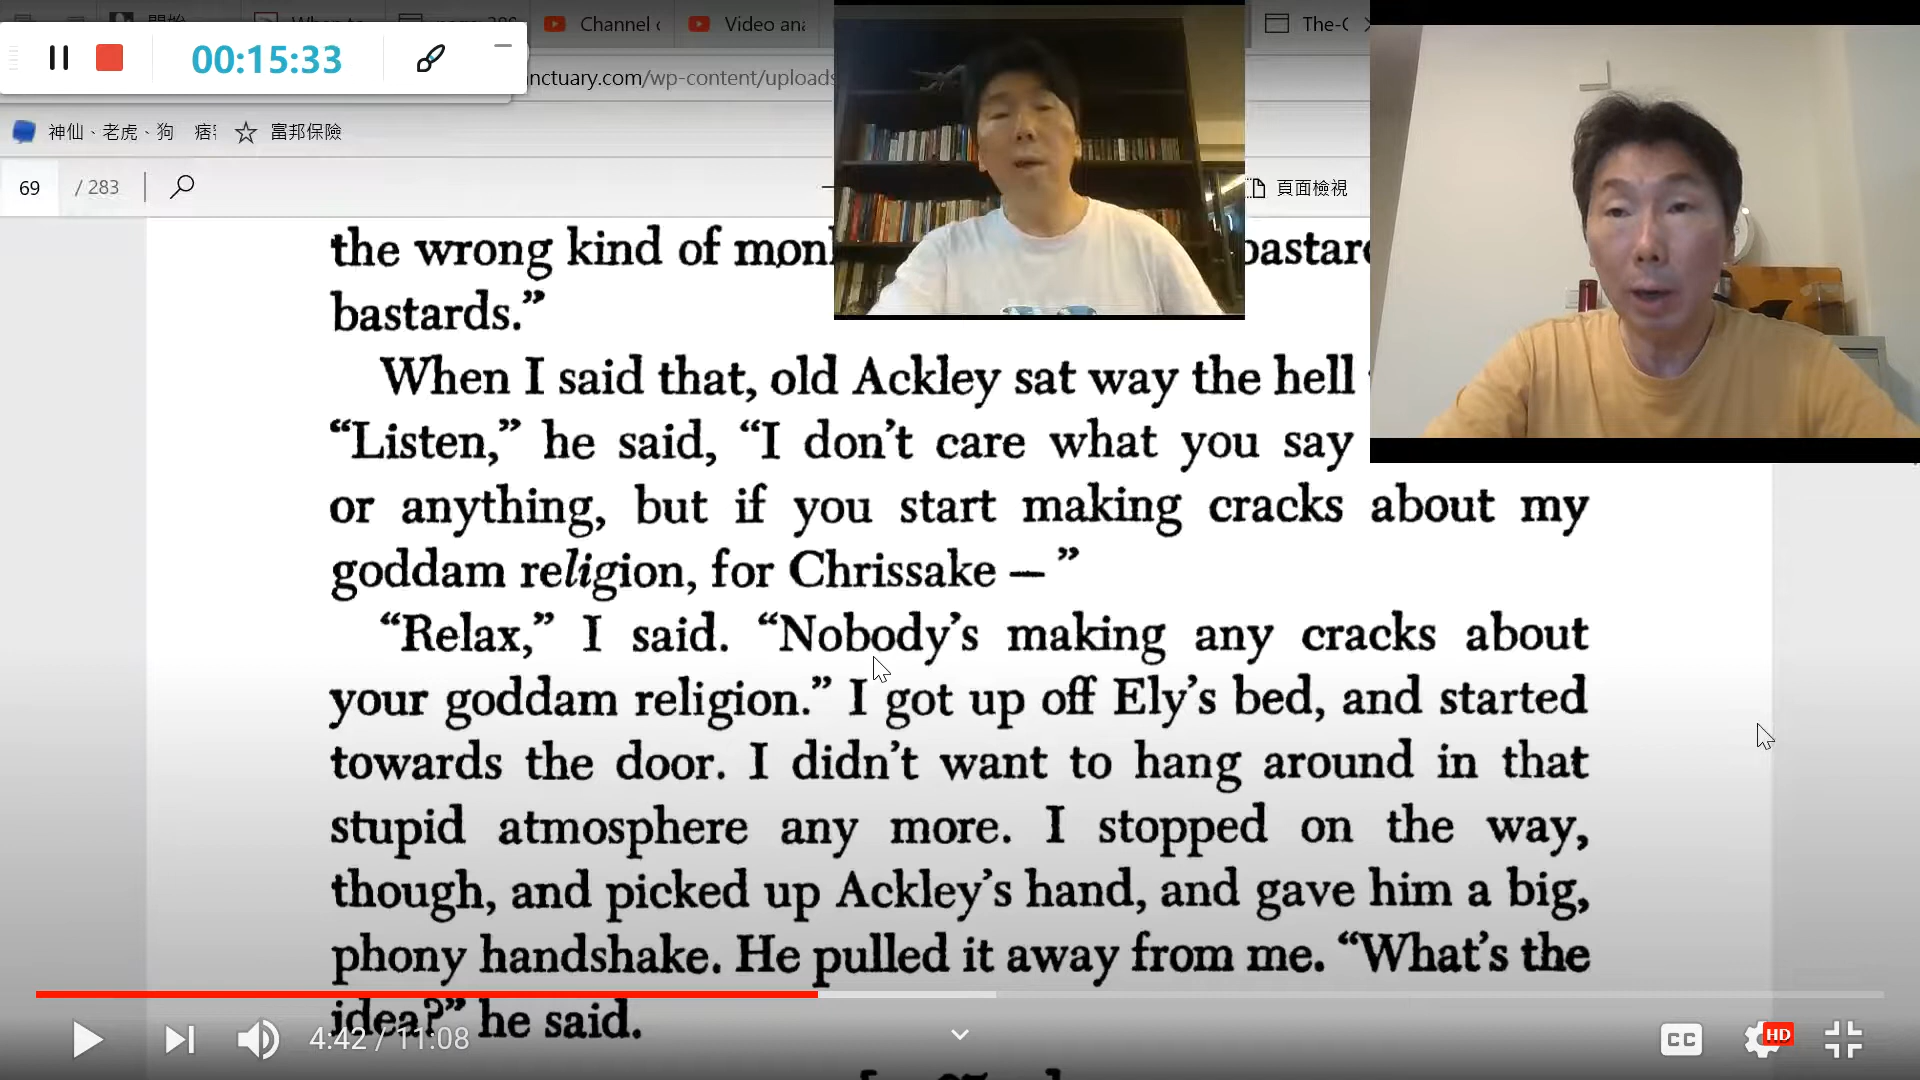 Channel
Video ana
The-C
00:15:33
nctuary.com/wp-content/uploads
神仙、老虎、狗
富邦保險
69 / 283
頁面檢視
the wrong kind of
bastards.”
When I said that, old Ackley sat way the hell
“Listen,” he said, “I don’t care what you say
or anything, but if you start making cracks about my
goddam religion, for Chrissake — ”
“Relax,” I said. “Nobody’s making any cracks about
your goddam religion.” I got up off Ely’s bed, and started
towards the door. I didn’t want to hang around in that
stupid atmosphere any more. I stopped on the way,
though, and picked up Ackley’s hand, and gave him a big,
phony handshake. He pulled it away from me. “What’s the
idea?” he said.
4:42 / 11:08
CC
HD